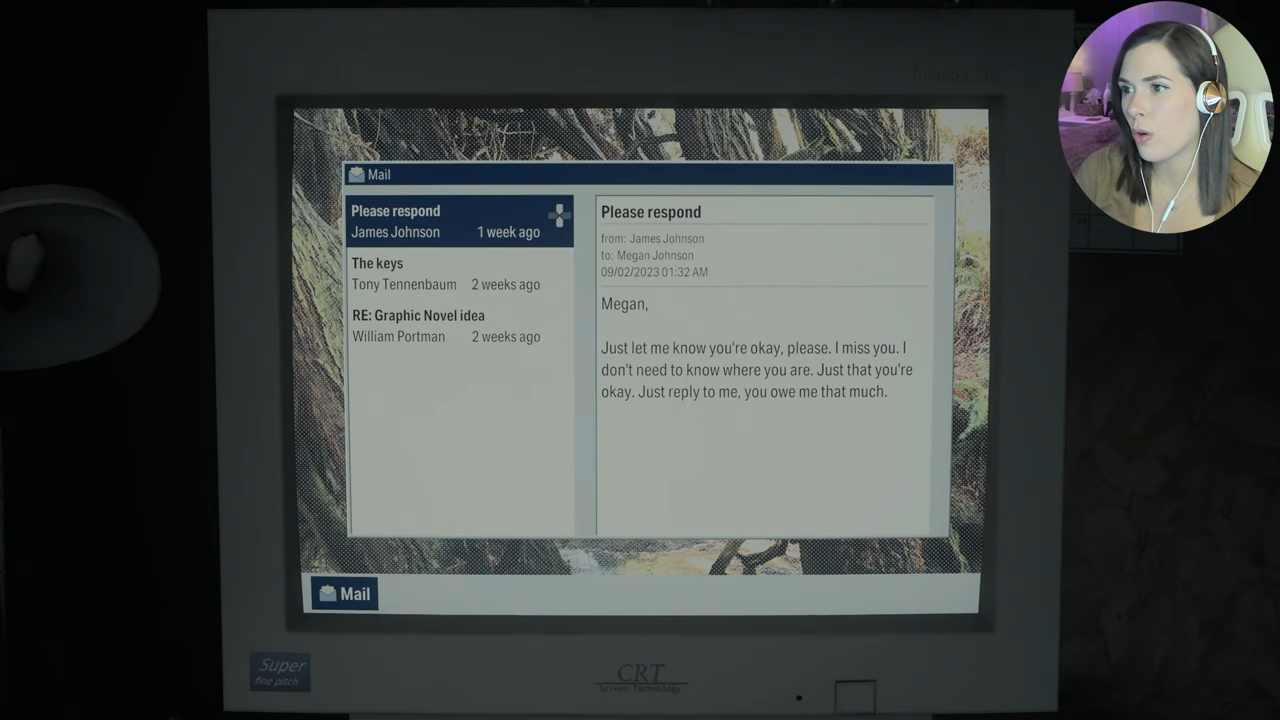 Mail
Please respond
James Johnson 1 week ago
The keys
Tony Tennenbaum 2 weeks ago
RE: Graphic Novel idea
William Portman 2 weeks ago
Please respond
from: James Johnson
to: Megan Johnson
09/02/2023 01:32 AM
Megan,
Just let me know you're okay, please. I miss you. I
don't need to know where you are. Just that you're
okay. Just reply to me, you owe me that much.
Mail
Super
fine pitch
CRT
Screen Technology